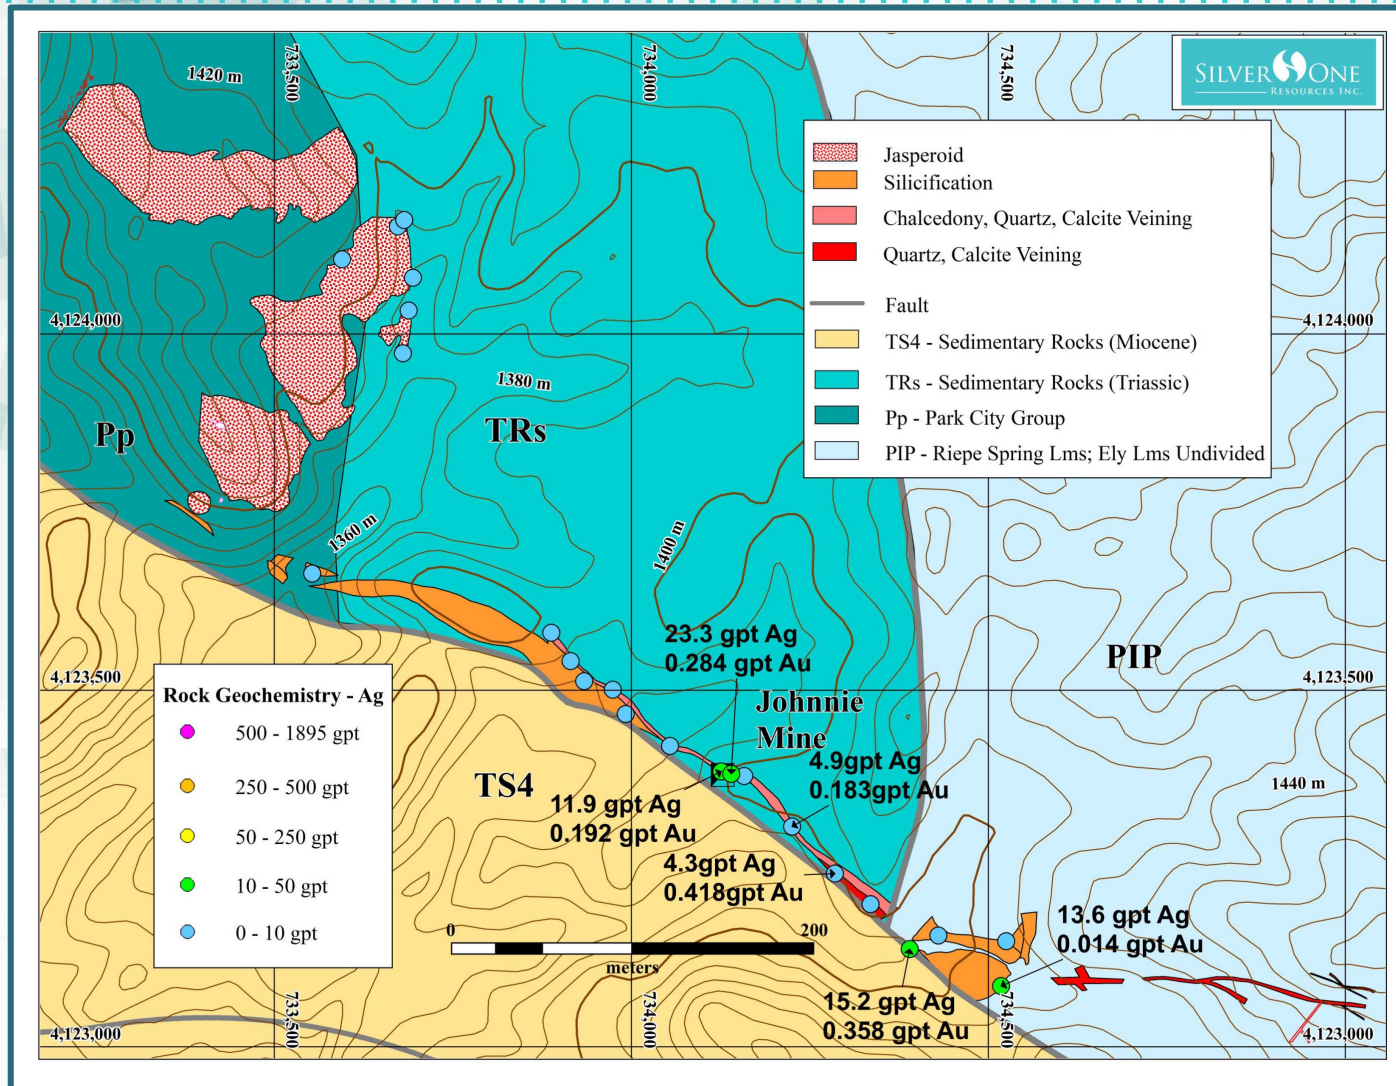 SILVER ONE
RESOURCES INC.
1420 m
733,500
734,000
734,500
Jasperoid
Silicification
Chalcedony, Quartz, Calcite Veining
Quartz, Calcite Veining
Fault
TS4 - Sedimentary Rocks (Miocene)
TRs - Sedimentary Rocks (Triassic)
Pp - Park City Group
PIP - Riepe Spring Lms; Ely Lms Undivided
4,124,000
4,124,000
1380 m
TRs
Pp
1360 m
1400 m
23.3 gpt Ag
0.284 gpt Au
PIP
4,123,500
4,123,500
Rock Geochemistry - Ag
500 - 1895 gpt
250 - 500 gpt
50 - 250 gpt
10 - 50 gpt
0 - 10 gpt
Johnnie
Mine
4.9gpt Ag
0.183gpt Au
TS4
1440 m
11.9 gpt Ag
0.192 gpt Au
4.3gpt Ag
0.418gpt Au
13.6 gpt Ag
0.014 gpt Au
0 200
meters
15.2 gpt Ag
0.358 gpt Au
733,500
734,000
734,500
4,123,000
4,123,000